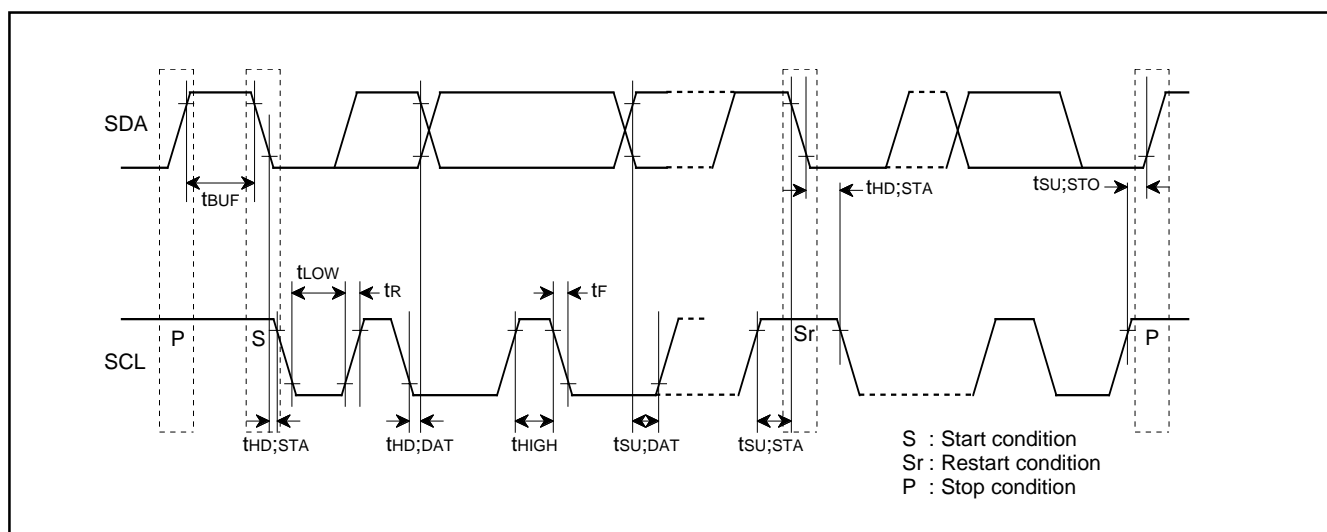 SDA
tBUF
tHD;STA
tSU;STO
tLOW
tR
tF
P
S
Sr
P
SCL
tHD;STA
tHD;DAT
tHIGH
tSU;DAT
tSU;STA
S : Start condition
Sr : Restart condition
P : Stop condition